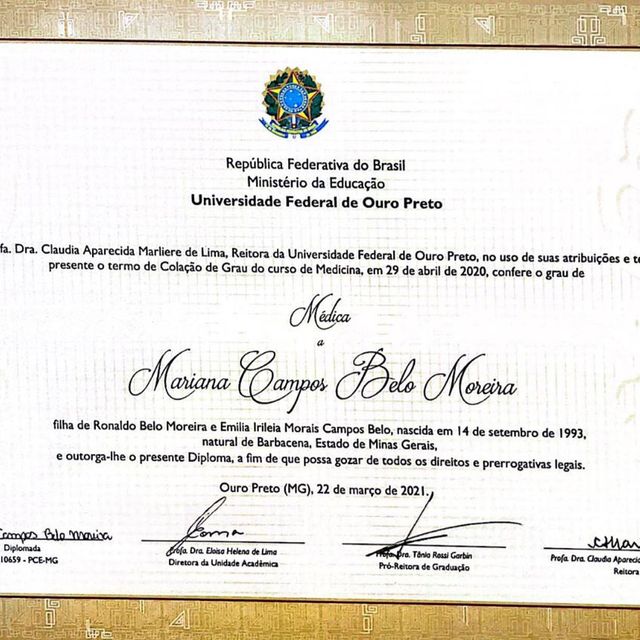 República Federativa do Brasil
Ministério da Educação
Universidade Federal de Ouro Preto
fa. Dra. Claudia Aparecida Marliere de Lima, Reitora da Universidade Federal de Ouro Preto, no uso de suas atribuições e te
presente o termo de Colação de Grau do curso de Medicina, em 29 de abril de 2020, confere o grau de
Médica
a
Mariana Campos Belo Moreira
filha de Ronaldo Belo Moreira e Emilia Irileia Morais Campos Belo, nascida em 14 de setembro de 1993,
natural de Barbacena, Estado de Minas Gerais,
e outorga-lhe o presente Diploma, a fim de que possa gozar de todos os direitos e prerrogativas legais.
Ouro Preto (MG), 22 de março de 2021.
Campos Belo Moreira
Diplomada
10659 - PCE-MG
Profa. Dra. Eloisa Helena de Lima
Diretora da Unidade Acadêmica
Profa. Dra. Tânia Rossi Garbin
Pró-Reitora de Graduação
Profa. Dra. Claudia Aparecid
Reitora